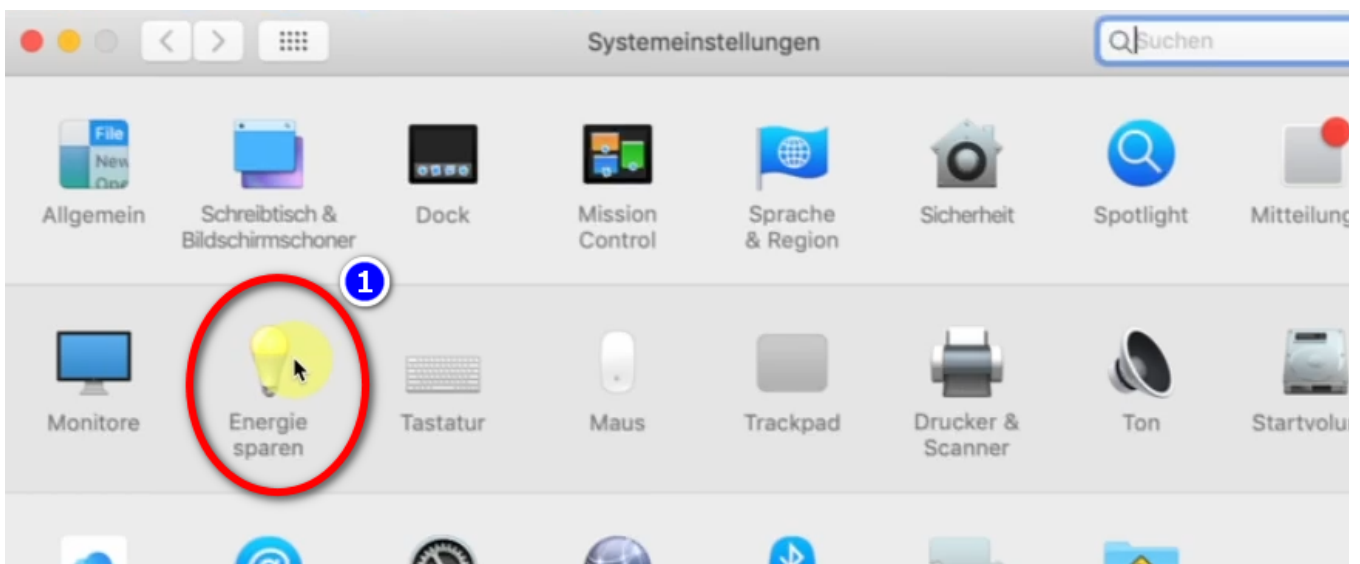 Systemeinstellungen
Suchen
File
New
Ope
Allgemein
Schreibtisch &
Bildschirmschoner
Dock
Mission
Control
Sprache
& Region
Sicherheit
Spotlight
Mitteilung
1
Monitore
Energie
sparen
Tastatur
Maus
Trackpad
Drucker &
Scanner
Ton
Startvolu